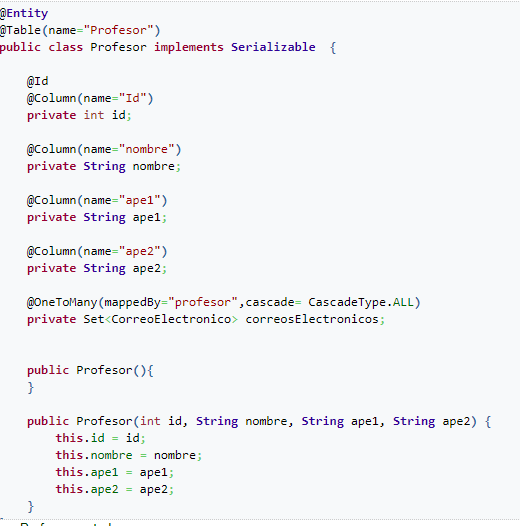 @Entity
@Table(name="Profesor")
public class Profesor implements Serializable  {
@Id
@Column(name="Id")
private int id;
@Column(name="nombre")
private String nombre;
@Column(name="ape1")
private String ape1;
@Column(name="ape2")
private String ape2;
@OneToMany(mappedBy="profesor",cascade= CascadeType.ALL)
private Set<CorreoElectronico> correosElectronicos;
public Profesor(){
}
public Profesor(int id, String nombre, String ape1, String ape2) {
this.id = id;
this.nombre = nombre;
this.ape1 = ape1;
this.ape2 = ape2;
}